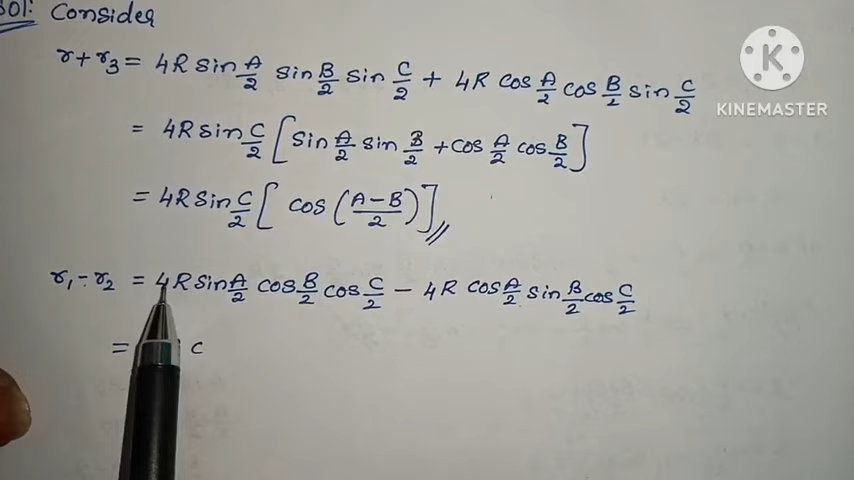 Sol: Consider
r + r₃ = 4R sin A/2 sin B/2 sin C/2 + 4R cos A/2 cos B/2 sin C/2
= 4R sin C/2 [sin A/2 sin B/2 + cos A/2 cos B/2]
= 4R sin C/2 [cos (A-B/2)]//
r₁ - r₂ = 4R sin A/2 cos B/2 cos C/2 - 4R cos A/2 sin B/2 cos C/2
= c
KINEMASTER